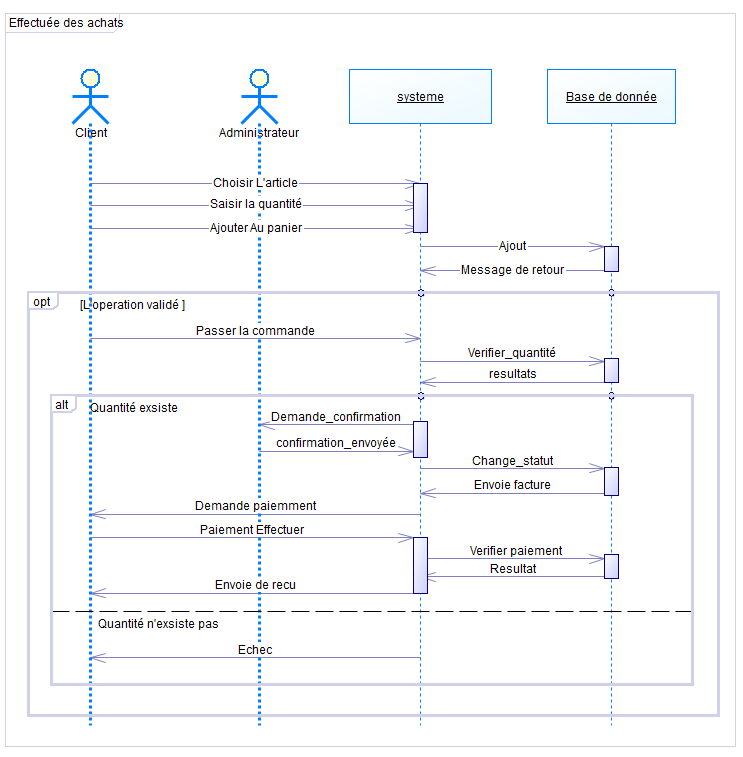 Effectuée des achats
Client
Administrateur
systeme
Base de donnée
Choisir L'article
Saisir la quantité
Ajouter Au panier
Ajout
Message de retour
opt
[L'operation validé ]
Passer la commande
Verifier_quantité
resultats
alt
Quantité exsiste
Demande_confirmation
confirmation_envoyée
Change_statut
Envoie facture
Demande paiemment
Paiement Effectuer
Verifier paiement
Resultat
Envoie de recu
Quantité n'exsiste pas
Echec